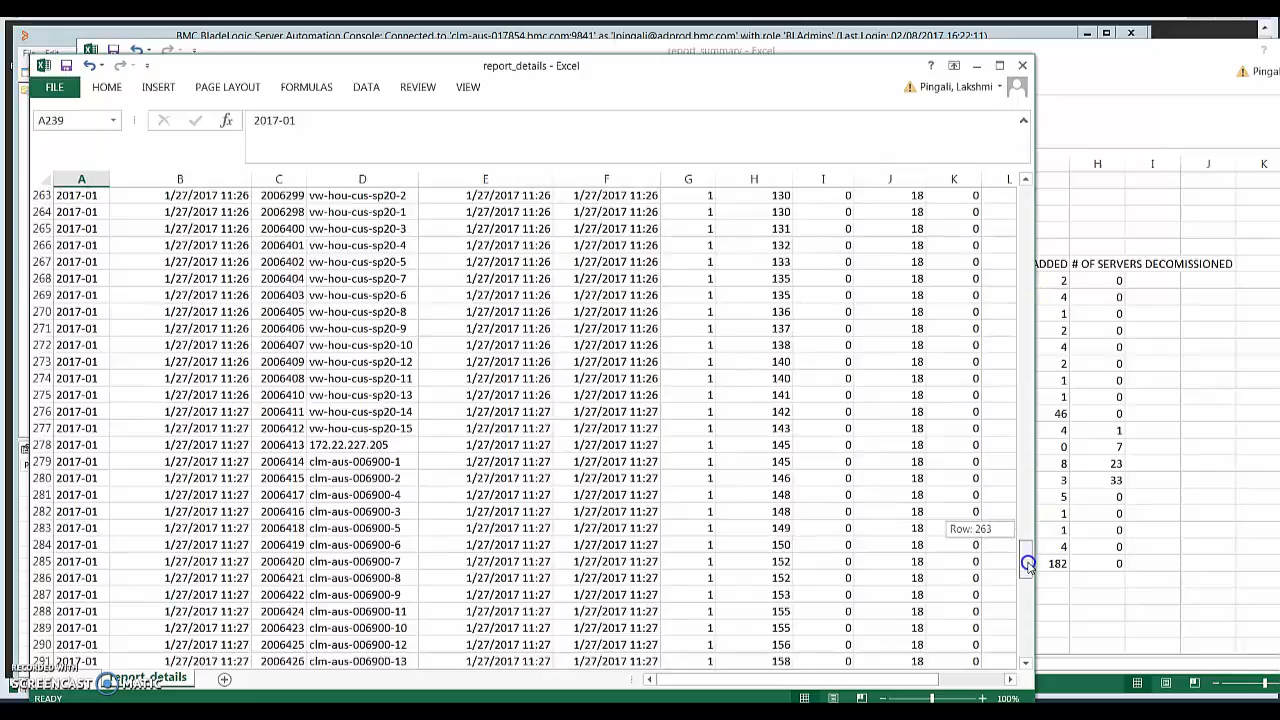 BMC BladeLogic Server Automation Console: Connected to 'clm-aus-017854.bmc.com:9841' as 'lpingali@adprod.bmc.com' with role 'BLAdmins' (Last Login: 02/08/2017 16:22:11)
File Edit
report_summary - Excel
report_details - Excel
?
FILE HOME INSERT PAGE LAYOUT FORMULAS DATA REVIEW VIEW
Pingali, Lakshmi
Pinga
A239 fx 2017-01
A B C D E F G H I J K L
H I J K
263 2017-01 1/27/2017 11:26 2006299 vw-hou-cus-sp20-2 1/27/2017 11:26 1/27/2017 11:26 1 130 0 18 0
264 2017-01 1/27/2017 11:26 2006298 vw-hou-cus-sp20-1 1/27/2017 11:26 1/27/2017 11:26 1 130 0 18 0
265 2017-01 1/27/2017 11:26 2006400 vw-hou-cus-sp20-3 1/27/2017 11:26 1/27/2017 11:26 1 131 0 18 0
266 2017-01 1/27/2017 11:26 2006401 vw-hou-cus-sp20-4 1/27/2017 11:26 1/27/2017 11:26 1 132 0 18 0
267 2017-01 1/27/2017 11:26 2006402 vw-hou-cus-sp20-5 1/27/2017 11:26 1/27/2017 11:26 1 133 0 18 0
268 2017-01 1/27/2017 11:26 2006404 vw-hou-cus-sp20-7 1/27/2017 11:26 1/27/2017 11:26 1 135 0 18 0
269 2017-01 1/27/2017 11:26 2006403 vw-hou-cus-sp20-6 1/27/2017 11:26 1/27/2017 11:26 1 135 0 18 0
270 2017-01 1/27/2017 11:26 2006405 vw-hou-cus-sp20-8 1/27/2017 11:26 1/27/2017 11:26 1 136 0 18 0
271 2017-01 1/27/2017 11:26 2006406 vw-hou-cus-sp20-9 1/27/2017 11:26 1/27/2017 11:26 1 137 0 18 0
272 2017-01 1/27/2017 11:26 2006407 vw-hou-cus-sp20-10 1/27/2017 11:26 1/27/2017 11:26 1 138 0 18 0
273 2017-01 1/27/2017 11:26 2006409 vw-hou-cus-sp20-12 1/27/2017 11:26 1/27/2017 11:26 1 140 0 18 0
274 2017-01 1/27/2017 11:26 2006408 vw-hou-cus-sp20-11 1/27/2017 11:26 1/27/2017 11:26 1 140 0 18 0
275 2017-01 1/27/2017 11:26 2006410 vw-hou-cus-sp20-13 1/27/2017 11:26 1/27/2017 11:26 1 141 0 18 0
276 2017-01 1/27/2017 11:27 2006411 vw-hou-cus-sp20-14 1/27/2017 11:27 1/27/2017 11:27 1 142 0 18 0
277 2017-01 1/27/2017 11:27 2006412 vw-hou-cus-sp20-15 1/27/2017 11:27 1/27/2017 11:27 1 143 0 18 0
278 2017-01 1/27/2017 11:27 2006413 172.22.227.205 1/27/2017 11:27 1/27/2017 11:27 1 145 0 18 0
279 2017-01 1/27/2017 11:27 2006414 clm-aus-006900-1 1/27/2017 11:27 1/27/2017 11:27 1 145 0 18 0
280 2017-01 1/27/2017 11:27 2006415 clm-aus-006900-2 1/27/2017 11:27 1/27/2017 11:27 1 146 0 18 0
281 2017-01 1/27/2017 11:27 2006417 clm-aus-006900-4 1/27/2017 11:27 1/27/2017 11:27 1 148 0 18 0
282 2017-01 1/27/2017 11:27 2006416 clm-aus-006900-3 1/27/2017 11:27 1/27/2017 11:27 1 148 0 18 0
283 2017-01 1/27/2017 11:27 2006418 clm-aus-006900-5 1/27/2017 11:27 1/27/2017 11:27 1 149 0 18
Row: 263
284 2017-01 1/27/2017 11:27 2006419 clm-aus-006900-6 1/27/2017 11:27 1/27/2017 11:27 1 150 0 18 0
285 2017-01 1/27/2017 11:27 2006420 clm-aus-006900-7 1/27/2017 11:27 1/27/2017 11:27 1 152 0 18 0
286 2017-01 1/27/2017 11:27 2006421 clm-aus-006900-8 1/27/2017 11:27 1/27/2017 11:27 1 152 0 18 0
287 2017-01 1/27/2017 11:27 2006422 clm-aus-006900-9 1/27/2017 11:27 1/27/2017 11:27 1 153 0 18 0
288 2017-01 1/27/2017 11:27 2006424 clm-aus-006900-11 1/27/2017 11:27 1/27/2017 11:27 1 155 0 18 0
289 2017-01 1/27/2017 11:27 2006423 clm-aus-006900-10 1/27/2017 11:27 1/27/2017 11:27 1 155 0 18 0
290 2017-01 1/27/2017 11:27 2006425 clm-aus-006900-12 1/27/2017 11:27 1/27/2017 11:27 1 156 0 18 0
291 2017-01 1/27/2017 11:27 2006426 clm-aus-006900-13 1/27/2017 11:27 1/27/2017 11:27 1 158 0 18 0
ADDED # OF SERVERS DECOMISSIONED
2 0
4 0
1 0
2 0
4 0
2 0
1 0
1 0
46 0
4 1
0 7
8 23
3 33
5 0
1 0
1 0
4 0
182 0
RECORDED WITH
SCREENCAST MATIC
report_details
READY
100%